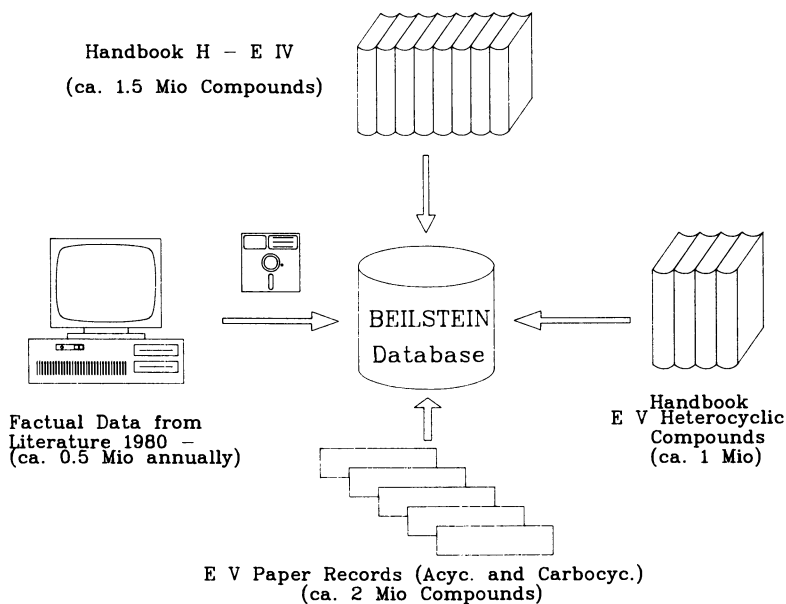 Handbook H – E IV
(ca. 1.5 Mio Compounds)
BEILSTEIN
Database
Factual Data from
Literature 1980 –
(ca. 0.5 Mio annually)
Handbook
E V Heterocyclic
Compounds
(ca. 1 Mio)
E V Paper Records (Acyc. and Carbocyc.)
(ca. 2 Mio Compounds)